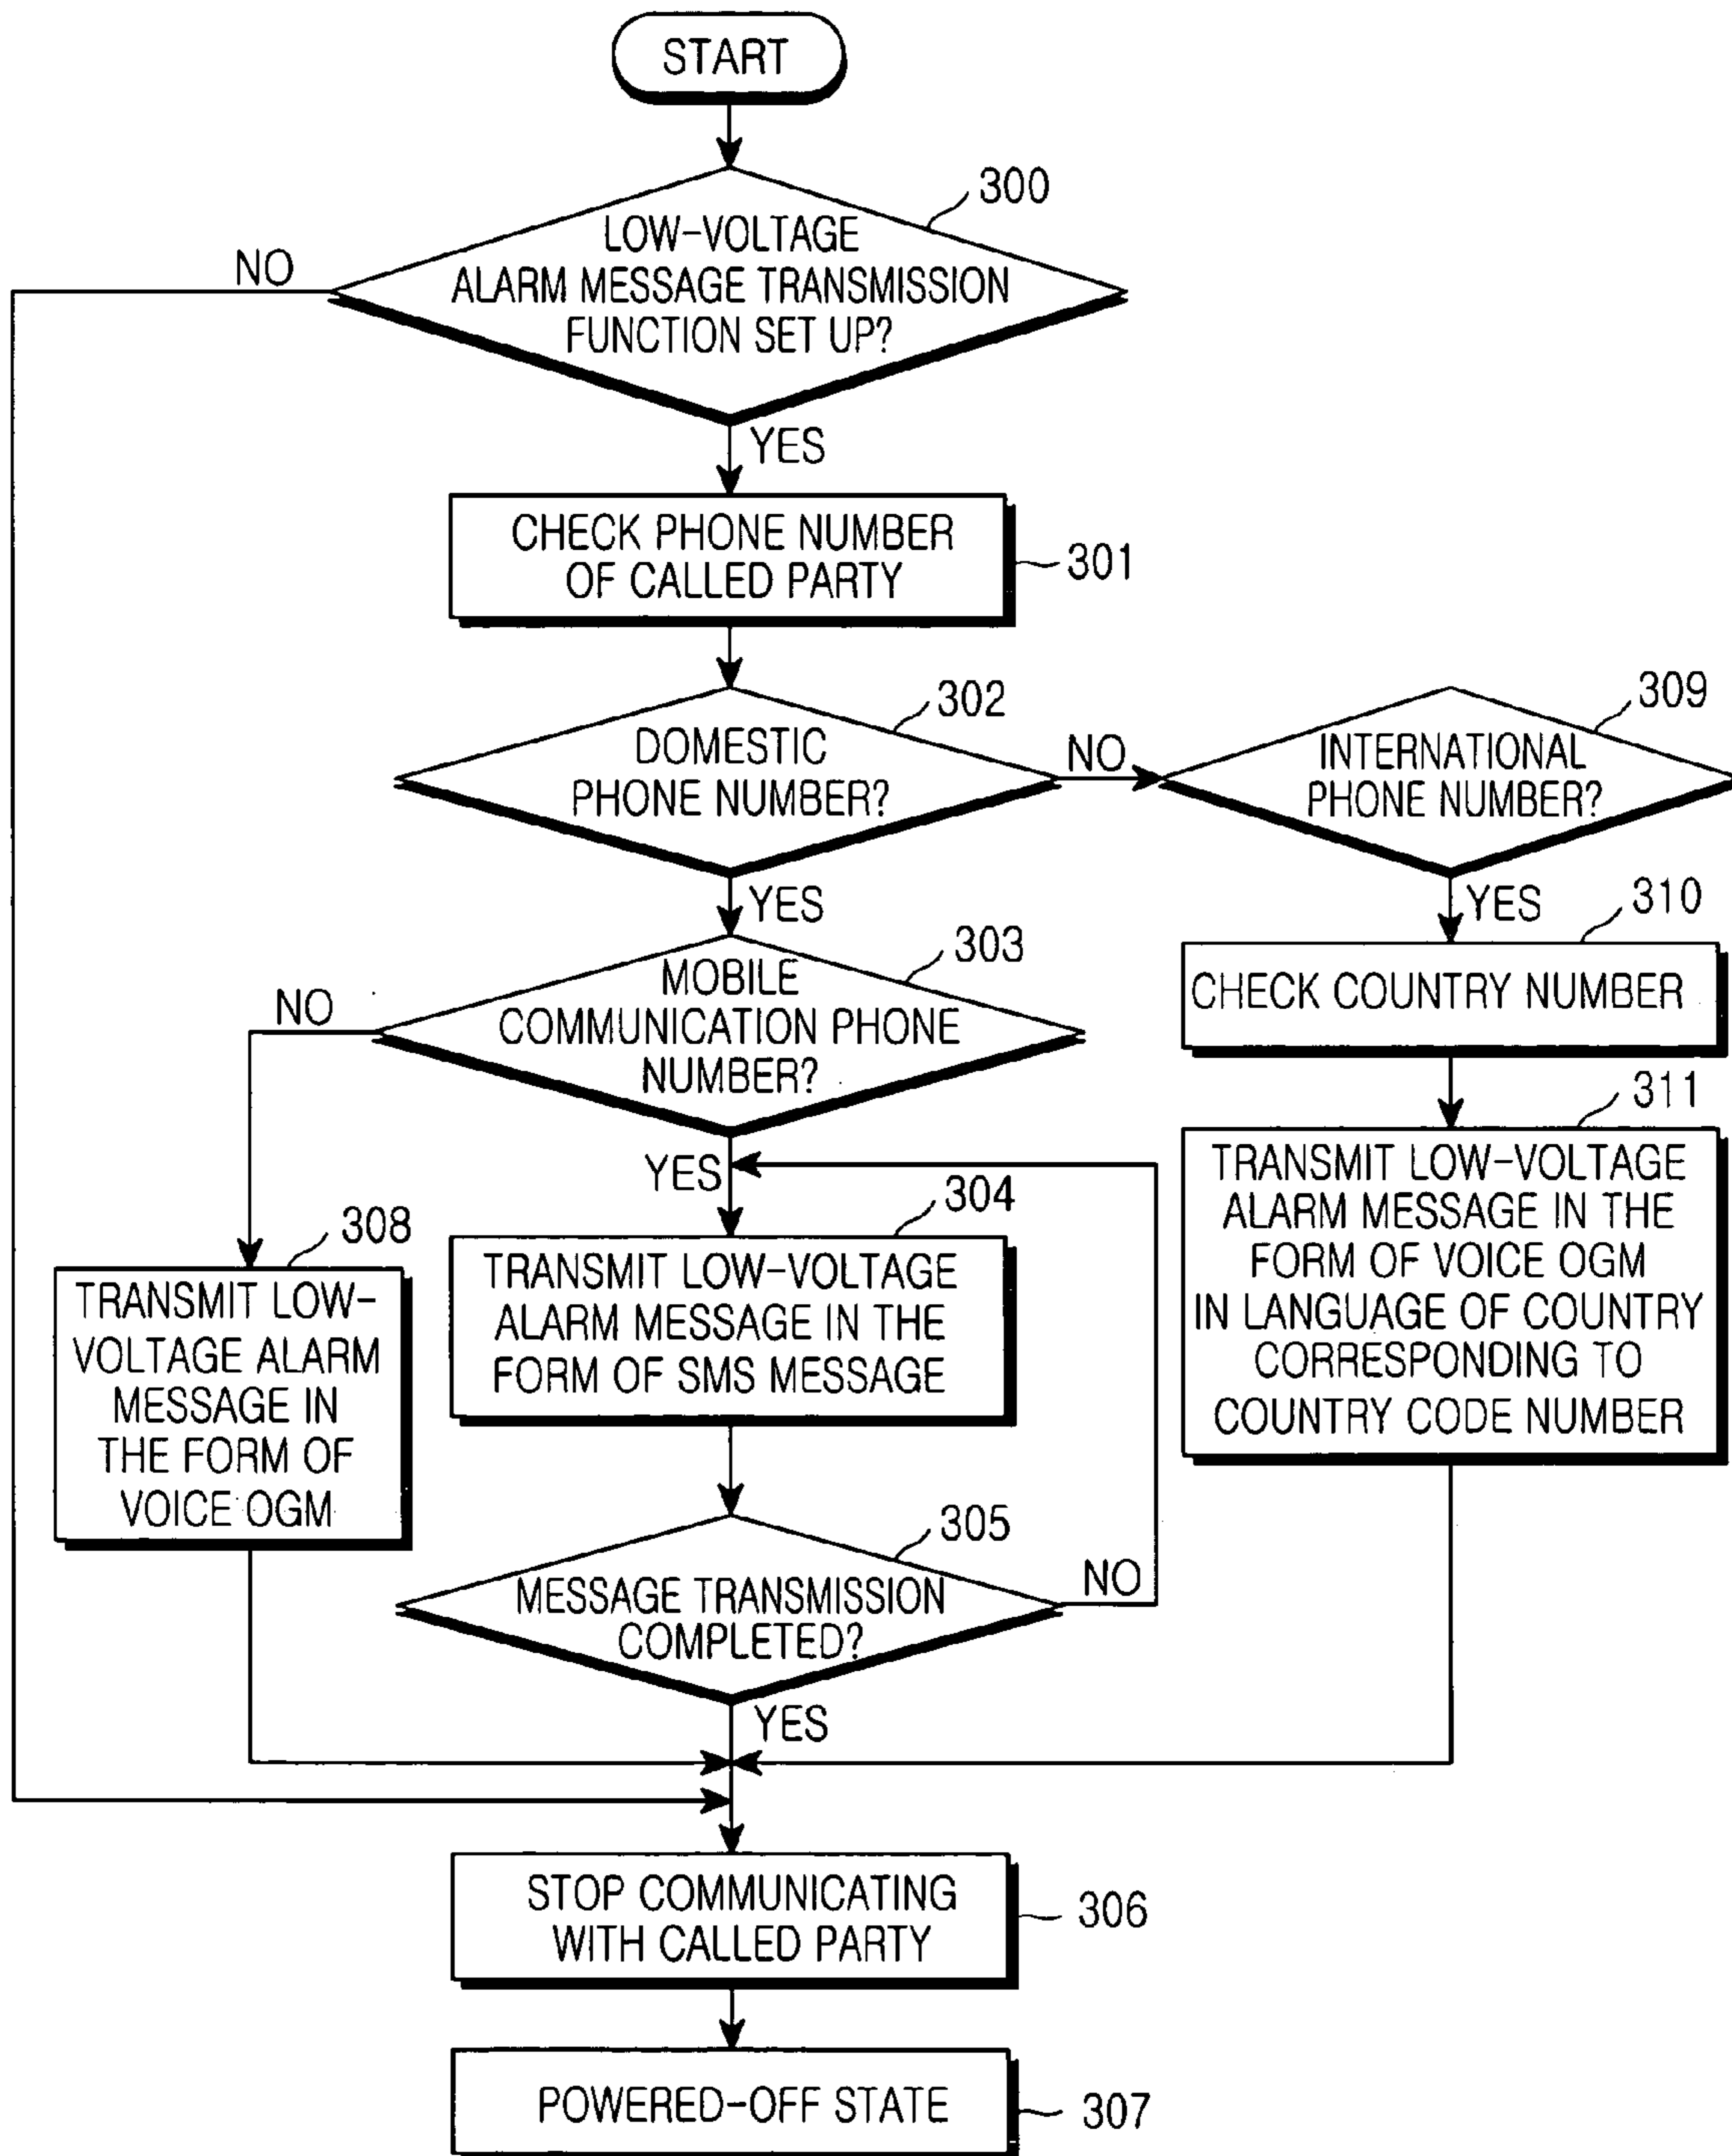 START
300
LOW-VOLTAGE
ALARM MESSAGE TRANSMISSION
FUNCTION SET UP?
NO
YES
CHECK PHONE NUMBER
OF CALLED PARTY
301
302
DOMESTIC
PHONE NUMBER?
NO
309
INTERNATIONAL
PHONE NUMBER?
YES
YES
310
CHECK COUNTRY NUMBER
303
MOBILE
COMMUNICATION PHONE
NUMBER?
NO
YES
311
TRANSMIT LOW-VOLTAGE
ALARM MESSAGE IN THE
FORM OF VOICE OGM
IN LANGUAGE OF COUNTRY
CORRESPONDING TO
COUNTRY CODE NUMBER
304
TRANSMIT LOW-VOLTAGE
ALARM MESSAGE IN THE
FORM OF SMS MESSAGE
308
TRANSMIT LOW-
VOLTAGE ALARM
MESSAGE IN
THE FORM OF
VOICE OGM
305
MESSAGE TRANSMISSION
COMPLETED?
NO
YES
STOP COMMUNICATING
WITH CALLED PARTY
306
POWERED-OFF STATE
307